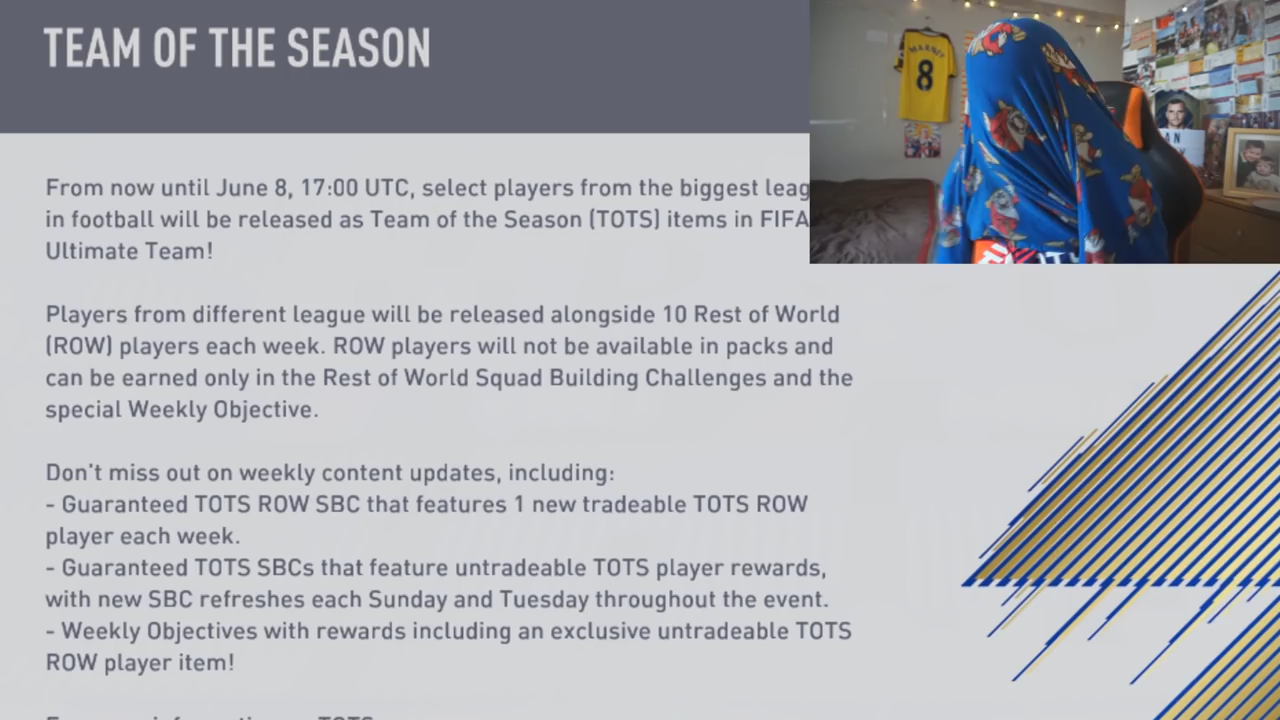 TEAM OF THE SEASON
MARNEY
8
From now until June 8, 17:00 UTC, select players from the biggest
in football will be released as Team of the Season (TOTS) items in FIFA
Ultimate Team!
Players from different league will be released alongside 10 Rest of World
(ROW) players each week. ROW players will not be available in packs and
can be earned only in the Rest of World Squad Building Challenges and the
special Weekly Objective.
Don't miss out on weekly content updates, including:
- Guaranteed TOTS ROW SBC that features 1 new tradeable TOTS ROW
player each week.
- Guaranteed TOTS SBCs that feature untradeable TOTS player rewards,
with new SBC refreshes each Sunday and Tuesday throughout the event.
- Weekly Objectives with rewards including an exclusive untradeable TOTS
ROW player item!